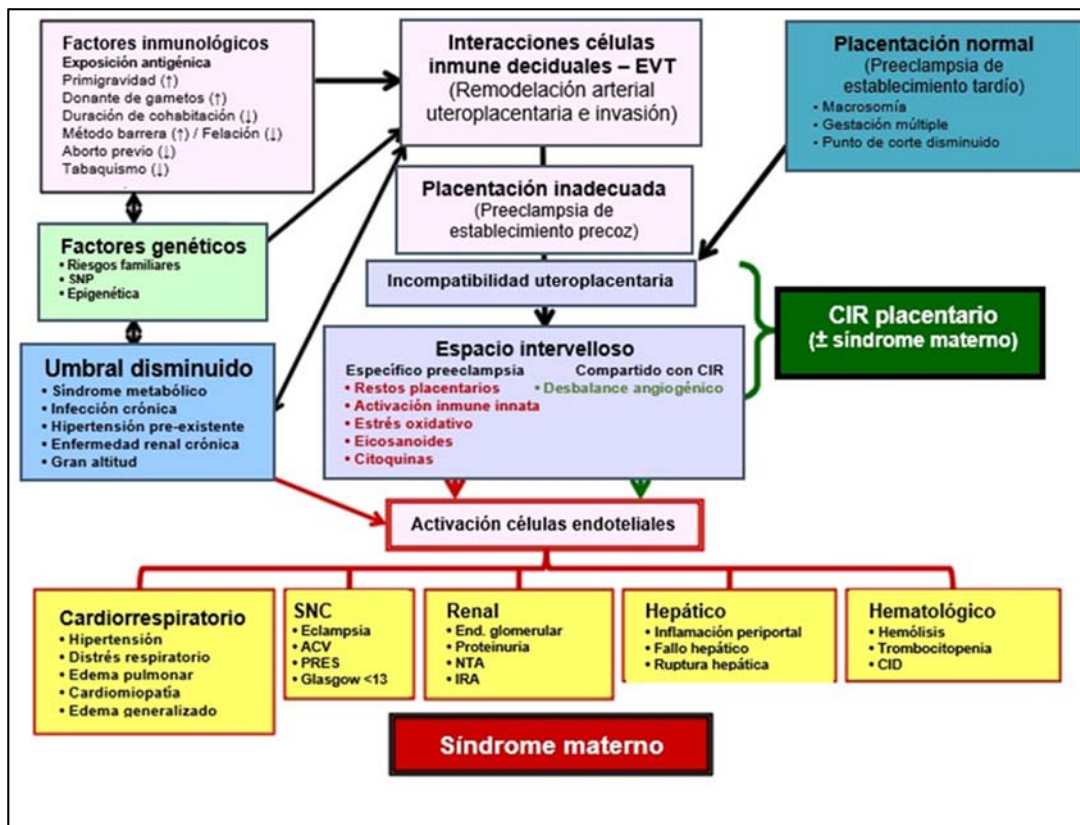 Factores inmunológicos
Exposición antigénica
Primigravidad (↑)
Donante de gametos (↑)
Duración de cohabitación (↓)
Método barrera (↑) / Felación (↓)
Aborto previo (↓)
Tabaquismo (↓)
Interacciones células
inmune deciduales – EVT
(Remodelación arterial
uteroplacentaria e invasión)
Placentación normal
(Preeclampsia de
establecimiento tardío)
• Macrosomía
• Gestación múltiple
• Punto de corte disminuido
Placentación inadecuada
(Preeclampsia de
establecimiento precoz)
Factores genéticos
• Riesgos familiares
• SNP
• Epigenética
Incompatibilidad uteroplacentaria
CIR placentario
(± síndrome materno)
Umbral disminuido
• Síndrome metabólico
• Infección crónica
• Hipertensión pre-existente
• Enfermedad renal crónica
• Gran altitud
Espacio intervelloso
Específico preeclampsia
• Restos placentarios
• Activación inmune innata
• Estrés oxidativo
• Eicosanoides
• Citoquinas
Compartido con CIR
• Desbalance angiogénico
Activación células endoteliales
Cardiorrespiratorio
• Hipertensión
• Distrés respiratorio
• Edema pulmonar
• Cardiomiopatía
• Edema generalizado
SNC
• Eclampsia
• ACV
• PRES
• Glasgow <13
Renal
• End. glomerular
• Proteinuria
• NTA
• IRA
Hepático
• Inflamación periportal
• Fallo hepático
• Ruptura hepática
Hematológico
• Hemólisis
• Trombocitopenia
• CID
Síndrome materno